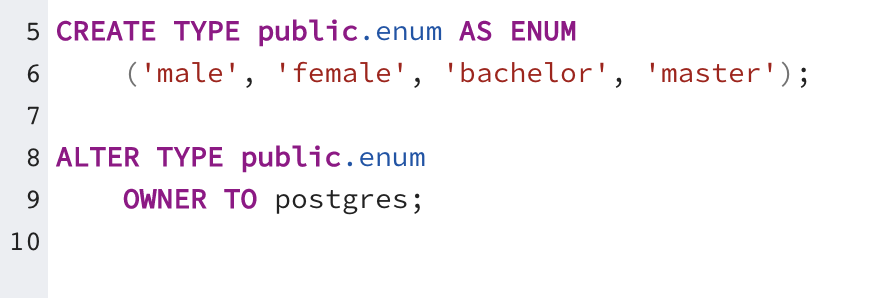 5 CREATE TYPE public.enum AS ENUM
6     ('male', 'female', 'bachelor', 'master');
7
8 ALTER TYPE public.enum
9     OWNER TO postgres;
10